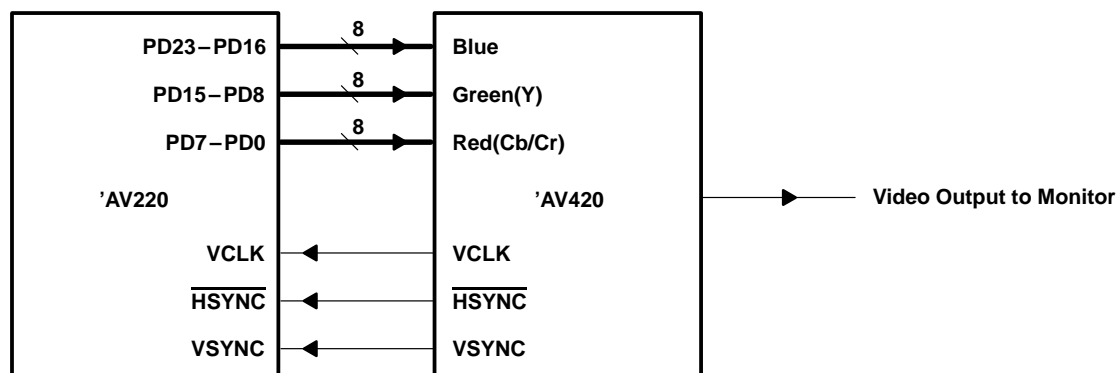 PD23–PD16 8 Blue
PD15–PD8 8 Green(Y)
PD7–PD0 8 Red(Cb/Cr)
’AV220 ’AV420 Video Output to Monitor
VCLK VCLK
HSYNC HSYNC
VSYNC VSYNC